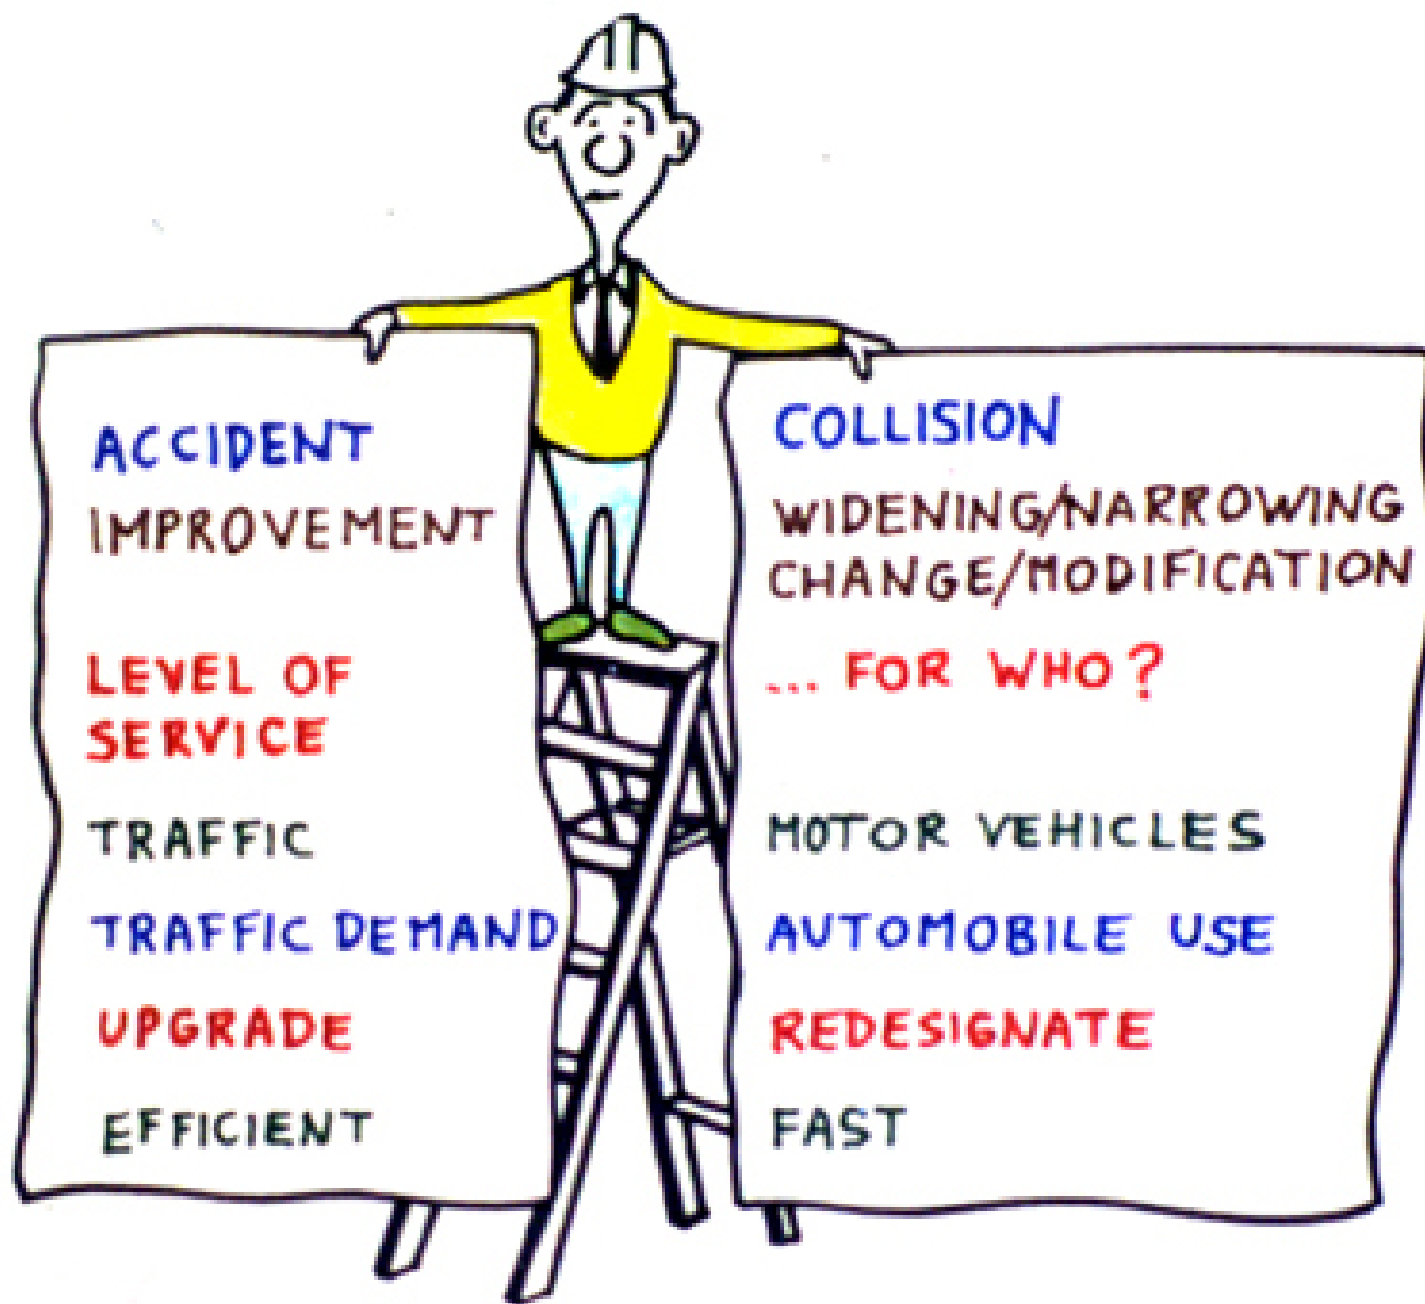 ACCIDENT
IMPROVEMENT
LEVEL OF
SERVICE
TRAFFIC
TRAFFIC DEMAND
UPGRADE
EFFICIENT
COLLISION
WIDENING/NARROWING
CHANGE/MODIFICATION
... FOR WHO?
MOTOR VEHICLES
AUTOMOBILE USE
REDESIGNATE
FAST